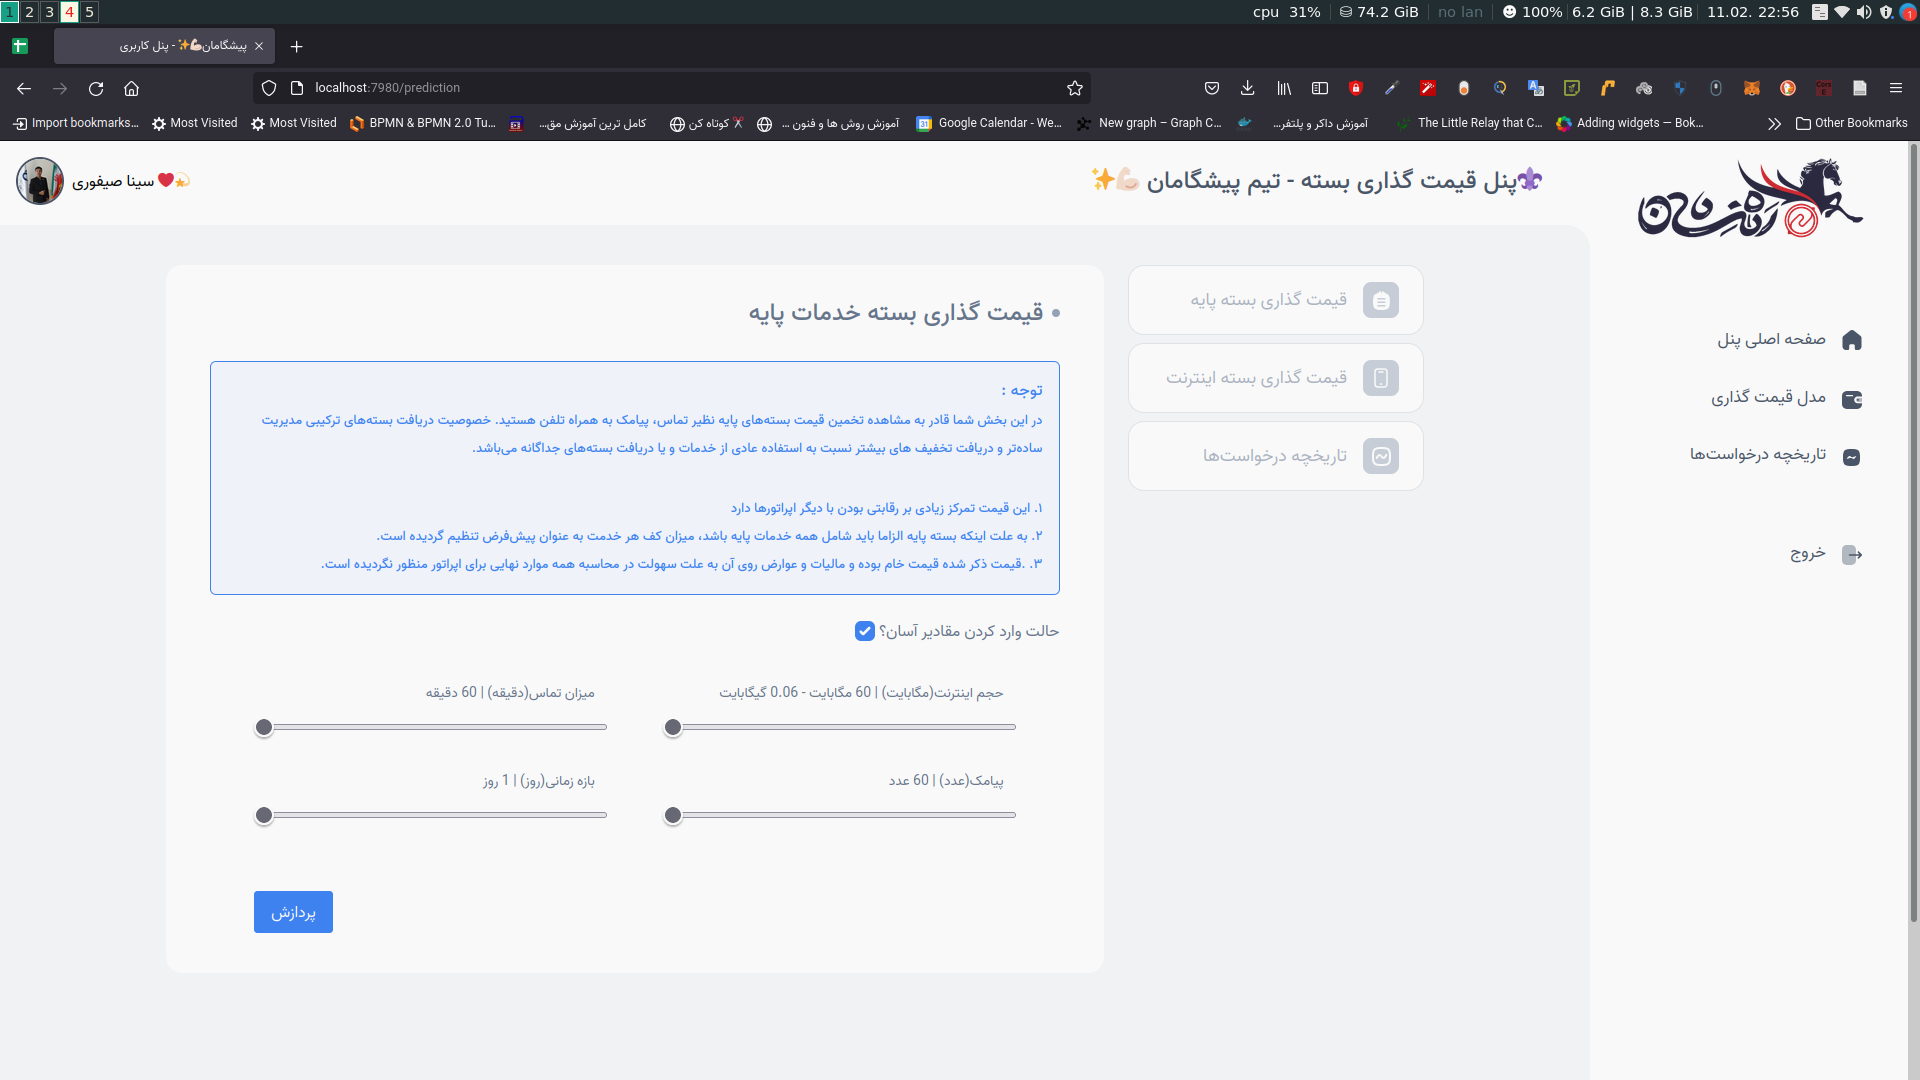 1 2 3 4 5
cpu 31% 74.2 GiB no lan 100% 6.2 GiB | 8.3 GiB 11.02. 22:56
پیشگامان💪🏻✨ - پنل کاربری
localhost:7980/prediction
Import bookmarks... Most Visited Most Visited BPMN & BPMN 2.0 Tu... کامل ترین آموزش مق... ✂️ کوتاه کن آموزش روش ها و فنون ... Google Calendar - We... New graph – Graph C... آموزش داکر و پلتفر... The Little Relay that C... Adding widgets — Bok... Other Bookmarks
⚜️پنل قیمت گذاری بسته - تیم پیشگامان 💪🏻✨
💫❤️ سینا صیفوری
صفحه اصلی پنل
مدل قیمت گذاری
تاریخچه درخواست‌ها
خروج
قیمت گذاری بسته پایه
قیمت گذاری بسته اینترنت
تاریخچه درخواست‌ها
قیمت گذاری بسته خدمات پایه
توجه :
در این بخش شما قادر به مشاهده تخمین قیمت بسته‌های پایه نظیر تماس، پیامک به همراه تلفن هستید. خصوصیت دریافت بسته‌های ترکیبی مدیریت
ساده‌تر و دریافت تخفیف های بیشتر نسبت به استفاده عادی از خدمات و یا دریافت بسته‌های جداگانه می‌باشد.
۱. این قیمت تمرکز زیادی بر رقابتی بودن با دیگر اپراتورها دارد
۲. به علت اینکه بسته پایه الزاما باید شامل همه خدمات پایه باشد، میزان کف هر خدمت به عنوان پیش‌فرض تنظیم گردیده است.
۳. .قیمت ذکر شده قیمت خام بوده و مالیات و عوارض روی آن به علت سهولت در محاسبه همه موارد نهایی برای اپراتور منظور نگردیده است.
حالت وارد کردن مقادیر آسان؟
حجم اینترنت(مگابایت) | 60 مگابایت - 0.06 گیگابایت
میزان تماس(دقیقه) | 60 دقیقه
پیامک(عدد) | 60 عدد
بازه زمانی(روز) | 1 روز
پردازش